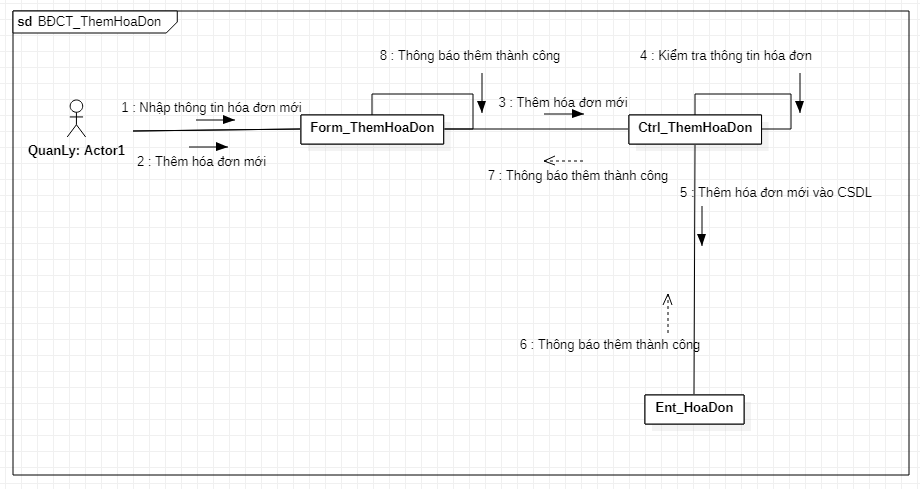 sd BĐCT_ThemHoaDon
8 : Thông báo thêm thành công
4 : Kiểm tra thông tin hóa đơn
1 : Nhập thông tin hóa đơn mới
3 : Thêm hóa đơn mới
Form_ThemHoaDon
Ctrl_ThemHoaDon
QuanLy: Actor1
2 : Thêm hóa đơn mới
7 : Thông báo thêm thành công
5 : Thêm hóa đơn mới vào CSDL
6 : Thông báo thêm thành công
Ent_HoaDon